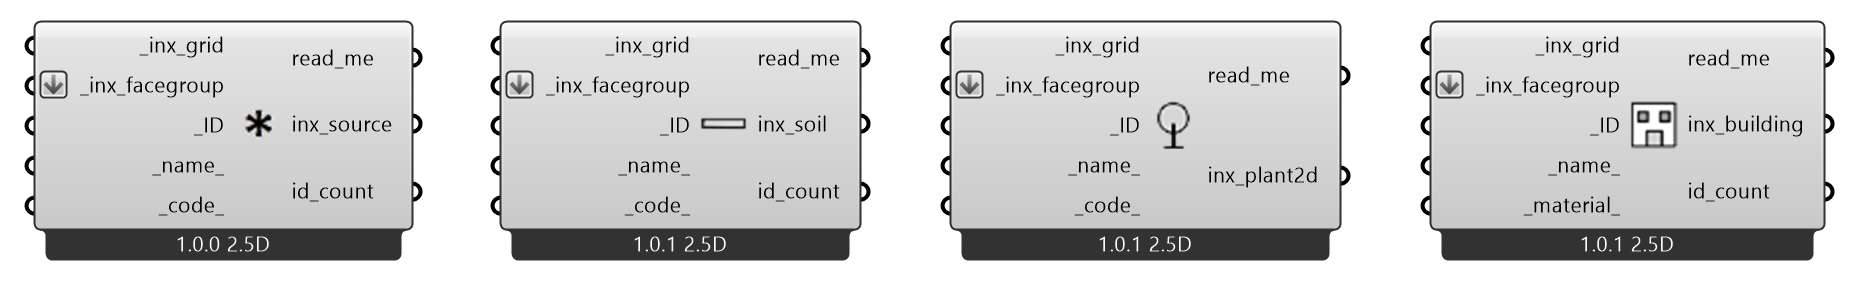 _inx_grid
_inx_facegroup
_ID
_name_
_code_
read_me
inx_source
id_count
1.0.0 2.5D
_inx_grid
_inx_facegroup
_ID
_name_
_code_
read_me
inx_soil
id_count
1.0.1 2.5D
_inx_grid
_inx_facegroup
_ID
_name_
_code_
read_me
inx_plant2d
1.0.1 2.5D
_inx_grid
_inx_facegroup
_ID
_name_
_material_
read_me
inx_building
id_count
1.0.1 2.5D